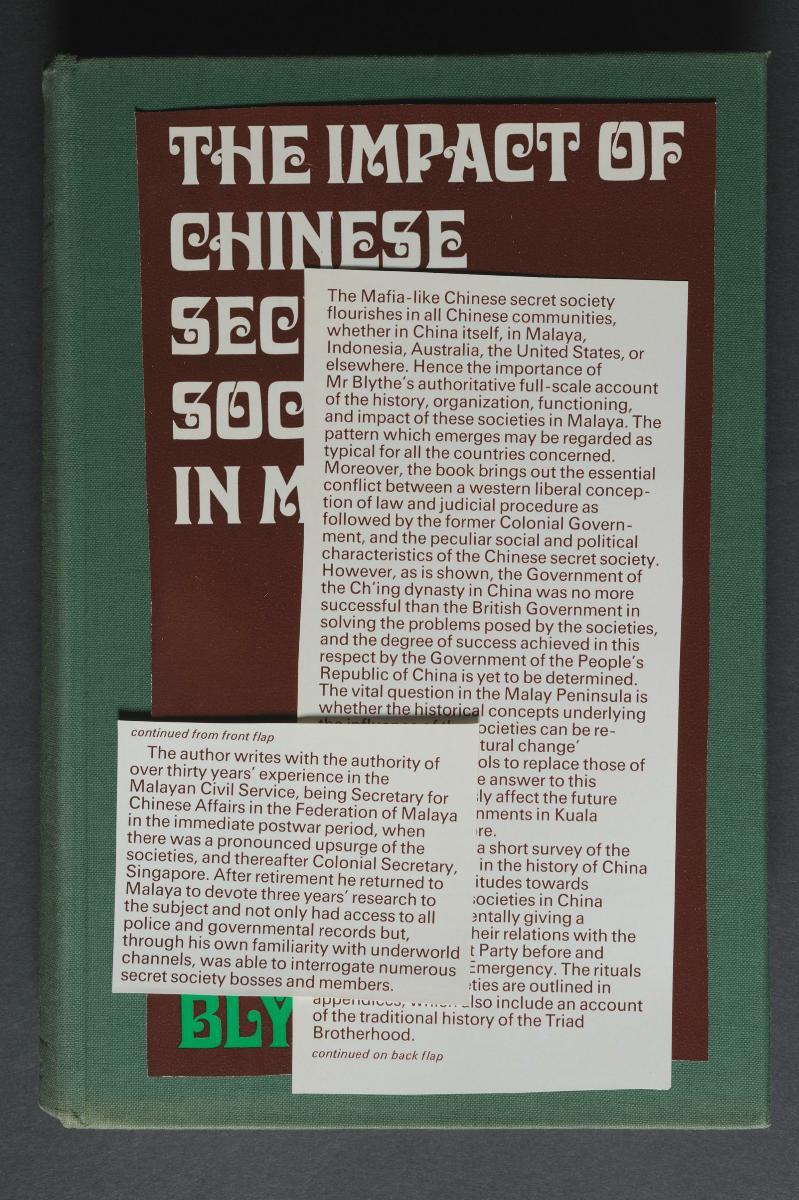 THE IMPACT OF
CHINESE
SEC
SOC
IN M
The Mafia-like Chinese secret society
flourishes in all Chinese communities,
whether in China itself, in Malaya,
Indonesia, Australia, the United States, or
elsewhere. Hence the importance of
Mr Blythe's authoritative full-scale account
of the history, organization, functioning,
and impact of these societies in Malaya. The
pattern which emerges may be regarded as
typical for all the countries concerned.
Moreover, the book brings out the essential
conflict between a western liberal concep-
tion of law and judicial procedure as
followed by the former Colonial Govern-
ment, and the peculiar social and political
characteristics of the Chinese secret society.
However, as is shown, the Government of
the Ch'ing dynasty in China was no more
successful than the British Government in
solving the problems posed by the societies,
and the degree of success achieved in this
respect by the Government of the People's
Republic of China is yet to be determined.
The vital question in the Malay Peninsula is
whether the historical concepts underlying
the influence of ocieties can be re-
tural change'
ols to replace those of
e answer to this
ly affect the future
nments in Kuala
re.
a short survey of the
in the history of China
itudes towards
ocieties in China
entally giving a
heir relations with the
t Party before and
Emergency. The rituals
eties are outlined in
appendices, which also include an account
of the traditional history of the Triad
Brotherhood.
continued on back flap
continued from front flap
The author writes with the authority of
over thirty years' experience in the
Malayan Civil Service, being Secretary for
Chinese Affairs in the Federation of Malaya
in the immediate postwar period, when
there was a pronounced upsurge of the
societies, and thereafter Colonial Secretary,
Singapore. After retirement he returned to
Malaya to devote three years' research to
the subject and not only had access to all
police and governmental records but,
through his own familiarity with underworld
channels, was able to interrogate numerous
secret society bosses and members.
BLY